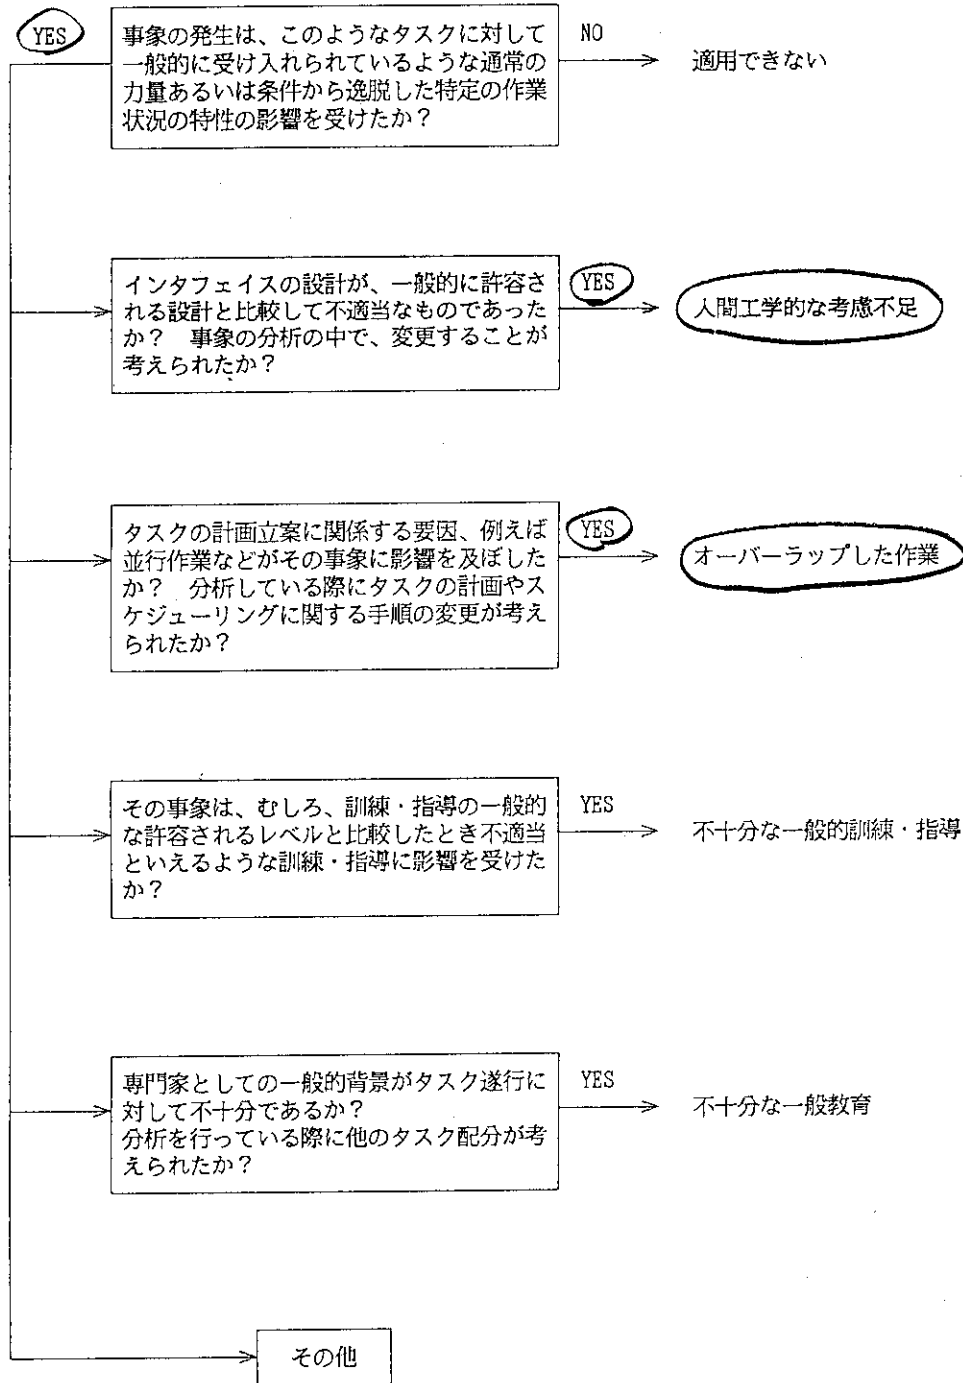 YES
事象の発生は、このようなタスクに対して
一般的に受け入れられているような通常の
力量あるいは条件から逸脱した特定の作業
状況の特性の影響を受けたか?
NO
適用できない
インタフェイスの設計が、一般的に許容さ
れる設計と比較して不適当なものであった
か? 事象の分析の中で、変更することが
考えられたか?
YES
人間工学的な考慮不足
タスクの計画立案に関係する要因、例えば
並行作業などがその事象に影響を及ぼした
か? 分析している際にタスクの計画やス
ケジューリングに関する手順の変更が考え
られたか?
YES
オーバーラップした作業
その事象は、むしろ、訓練・指導の一般的
な許容されるレベルと比較したとき不適当
といえるような訓練・指導に影響を受けた
か?
YES
不十分な一般的訓練・指導
専門家としての一般的背景がタスク遂行に
対して不十分であるか?
分析を行っている際に他のタスク配分が考
えられたか?
YES
不十分な一般教育
その他